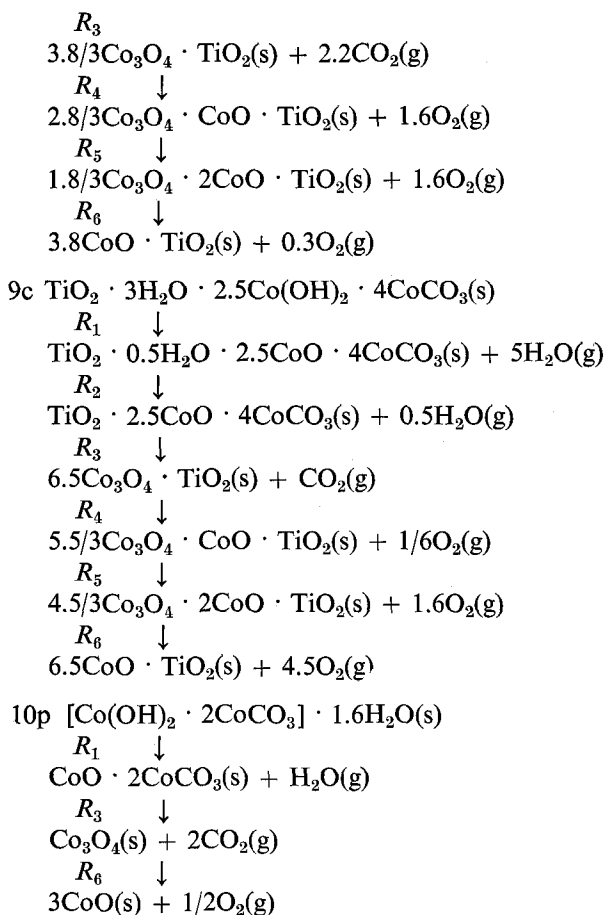 R₃
3.8/3Co₃O₄ · TiO₂(s) + 2.2CO₂(g)
R₄ ↓
2.8/3Co₃O₄ · CoO · TiO₂(s) + 1.6O₂(g)
R₅ ↓
1.8/3Co₃O₄ · 2CoO · TiO₂(s) + 1.6O₂(g)
R₆ ↓
3.8CoO · TiO₂(s) + 0.3O₂(g)
9c TiO₂ · 3H₂O · 2.5Co(OH)₂ · 4CoCO₃(s)
R₁ ↓
TiO₂ · 0.5H₂O · 2.5CoO · 4CoCO₃(s) + 5H₂O(g)
R₂ ↓
TiO₂ · 2.5CoO · 4CoCO₃(s) + 0.5H₂O(g)
R₃ ↓
6.5Co₃O₄ · TiO₂(s) + CO₂(g)
R₄ ↓
5.5/3Co₃O₄ · CoO · TiO₂(s) + 1/6O₂(g)
R₅ ↓
4.5/3Co₃O₄ · 2CoO · TiO₂(s) + 1.6O₂(g)
R₆ ↓
6.5CoO · TiO₂(s) + 4.5O₂(g)
10p [Co(OH)₂ · 2CoCO₃] · 1.6H₂O(s)
R₁ ↓
CoO · 2CoCO₃(s) + H₂O(g)
R₃ ↓
Co₃O₄(s) + 2CO₂(g)
R₆ ↓
3CoO(s) + 1/2O₂(g)